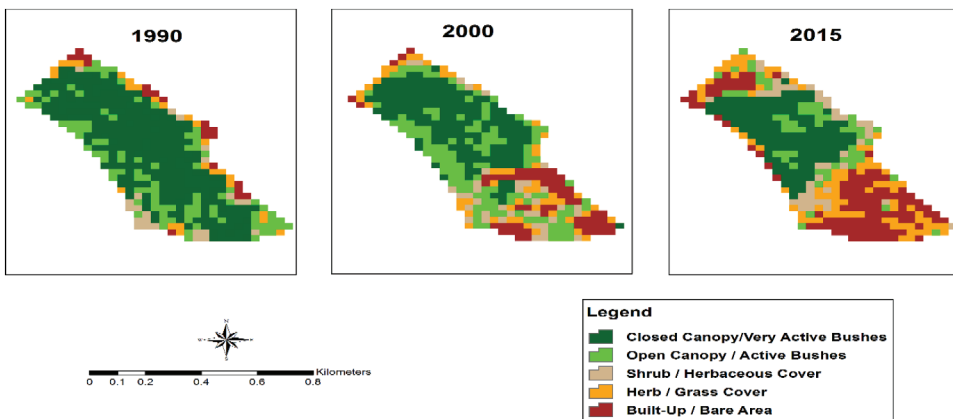 1990
2000
2015
N
W
E
S
Kilometers
0 0.1 0.2 0.4 0.6 0.8
Legend
Closed Canopy/Very Active Bushes
Open Canopy / Active Bushes
Shrub / Herbaceous Cover
Herb / Grass Cover
Built-Up / Bare Area